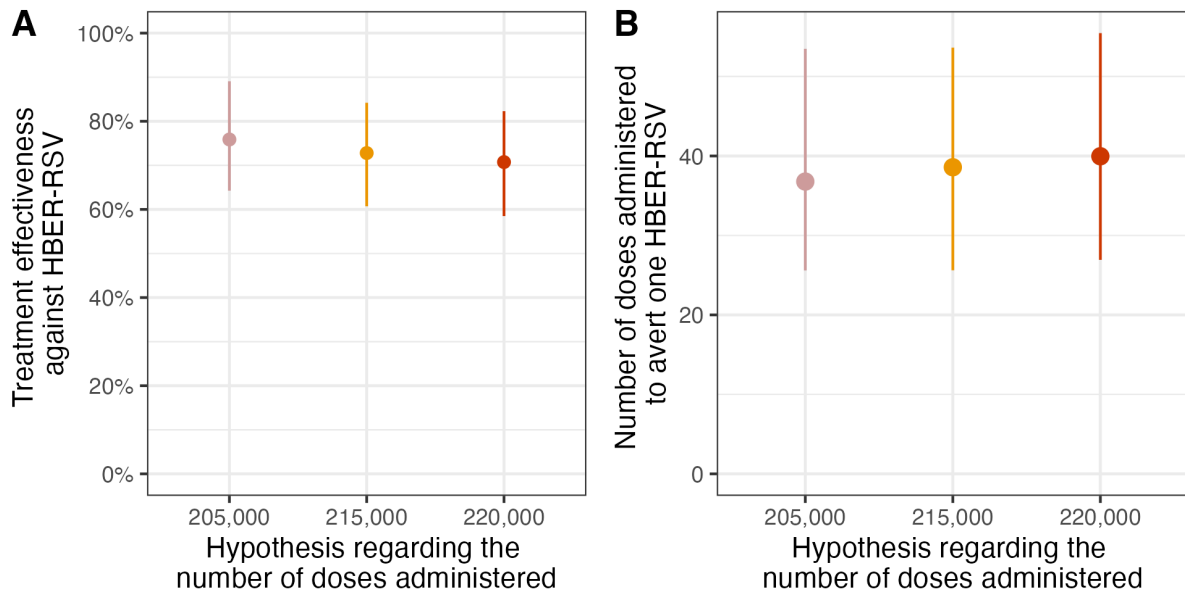 A
Treatment effectiveness
against HBER-RSV
100%
80%
60%
40%
20%
0%
205,000
215,000
220,000
Hypothesis regarding the
number of doses administered
B
Number of doses administered
to avert one HBER-RSV
40
20
0
205,000
215,000
220,000
Hypothesis regarding the
number of doses administered